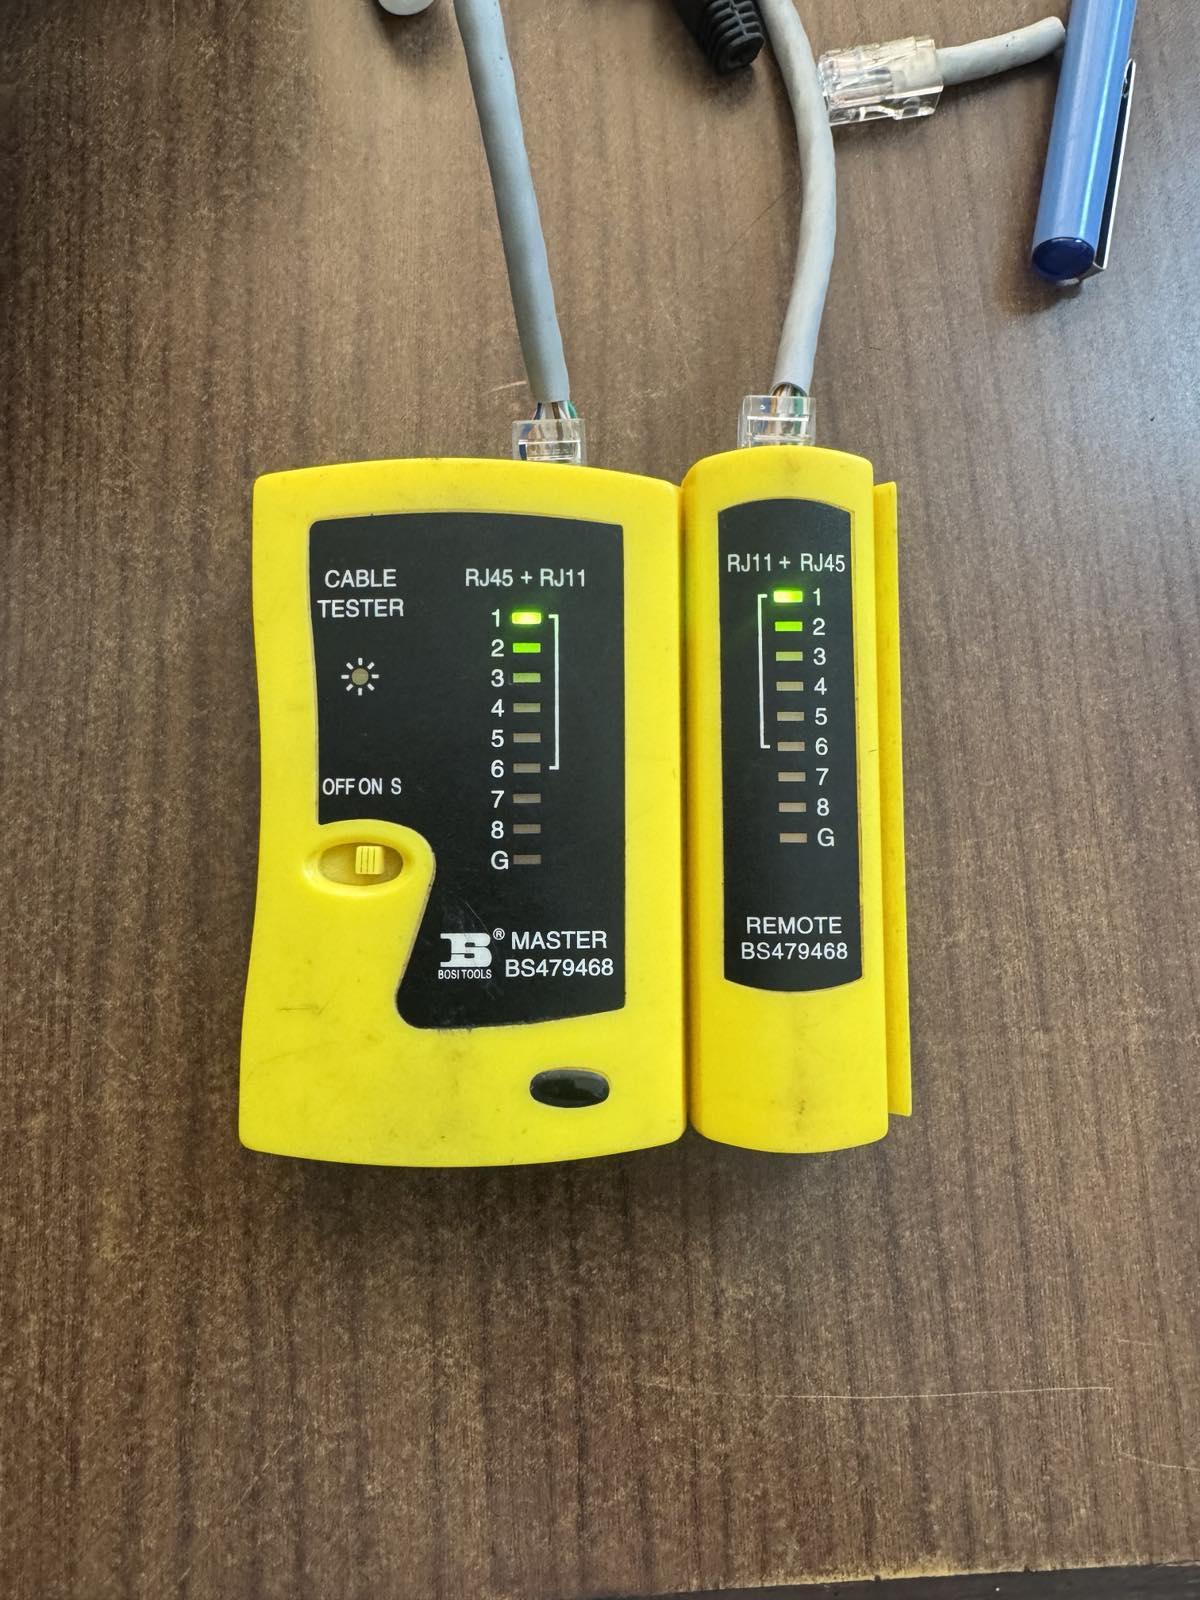 CABLE
TESTER
OFF ON S
RJ45 + RJ11
1
2
3
4
5
6
7
8
G
B® MASTER
BOSI TOOLS BS479468
RJ11 + RJ45
1
2
3
4
5
6
7
8
G
REMOTE
BS479468